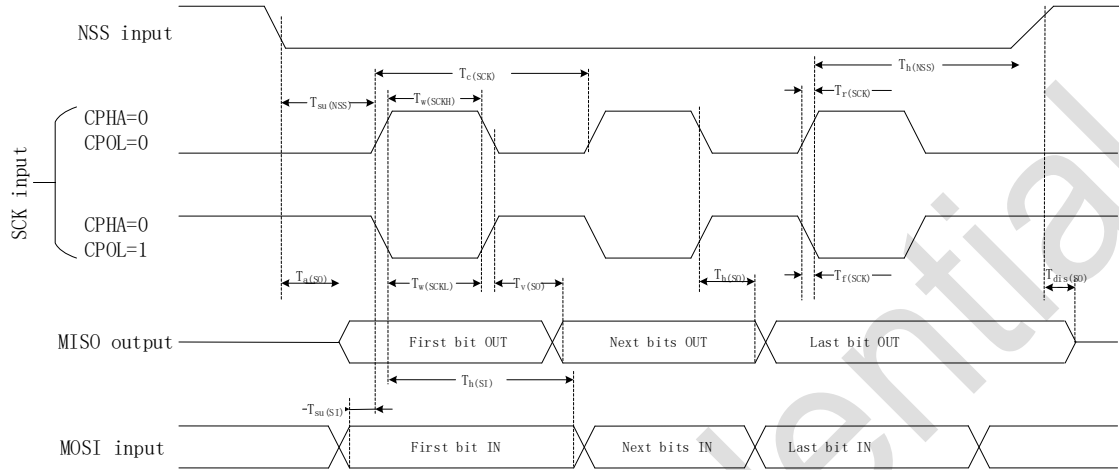 NSS input
Th(NSS)
Tc(SCK)
Tsu(NSS)
Tw(SCKH)
Tr(SCK)
SCK input
CPHA=0
CPOL=0
CPHA=0
CPOL=1
Ta(SO)
Tw(SCKL)
Tv(SO)
Th(SO)
Tf(SCK)
Tdis(SO)
MISO output
First bit OUT
Next bits OUT
Last bit OUT
Th(SI)
Tsu(SI)
MOSI input
First bit IN
Next bits IN
Last bit IN
dential